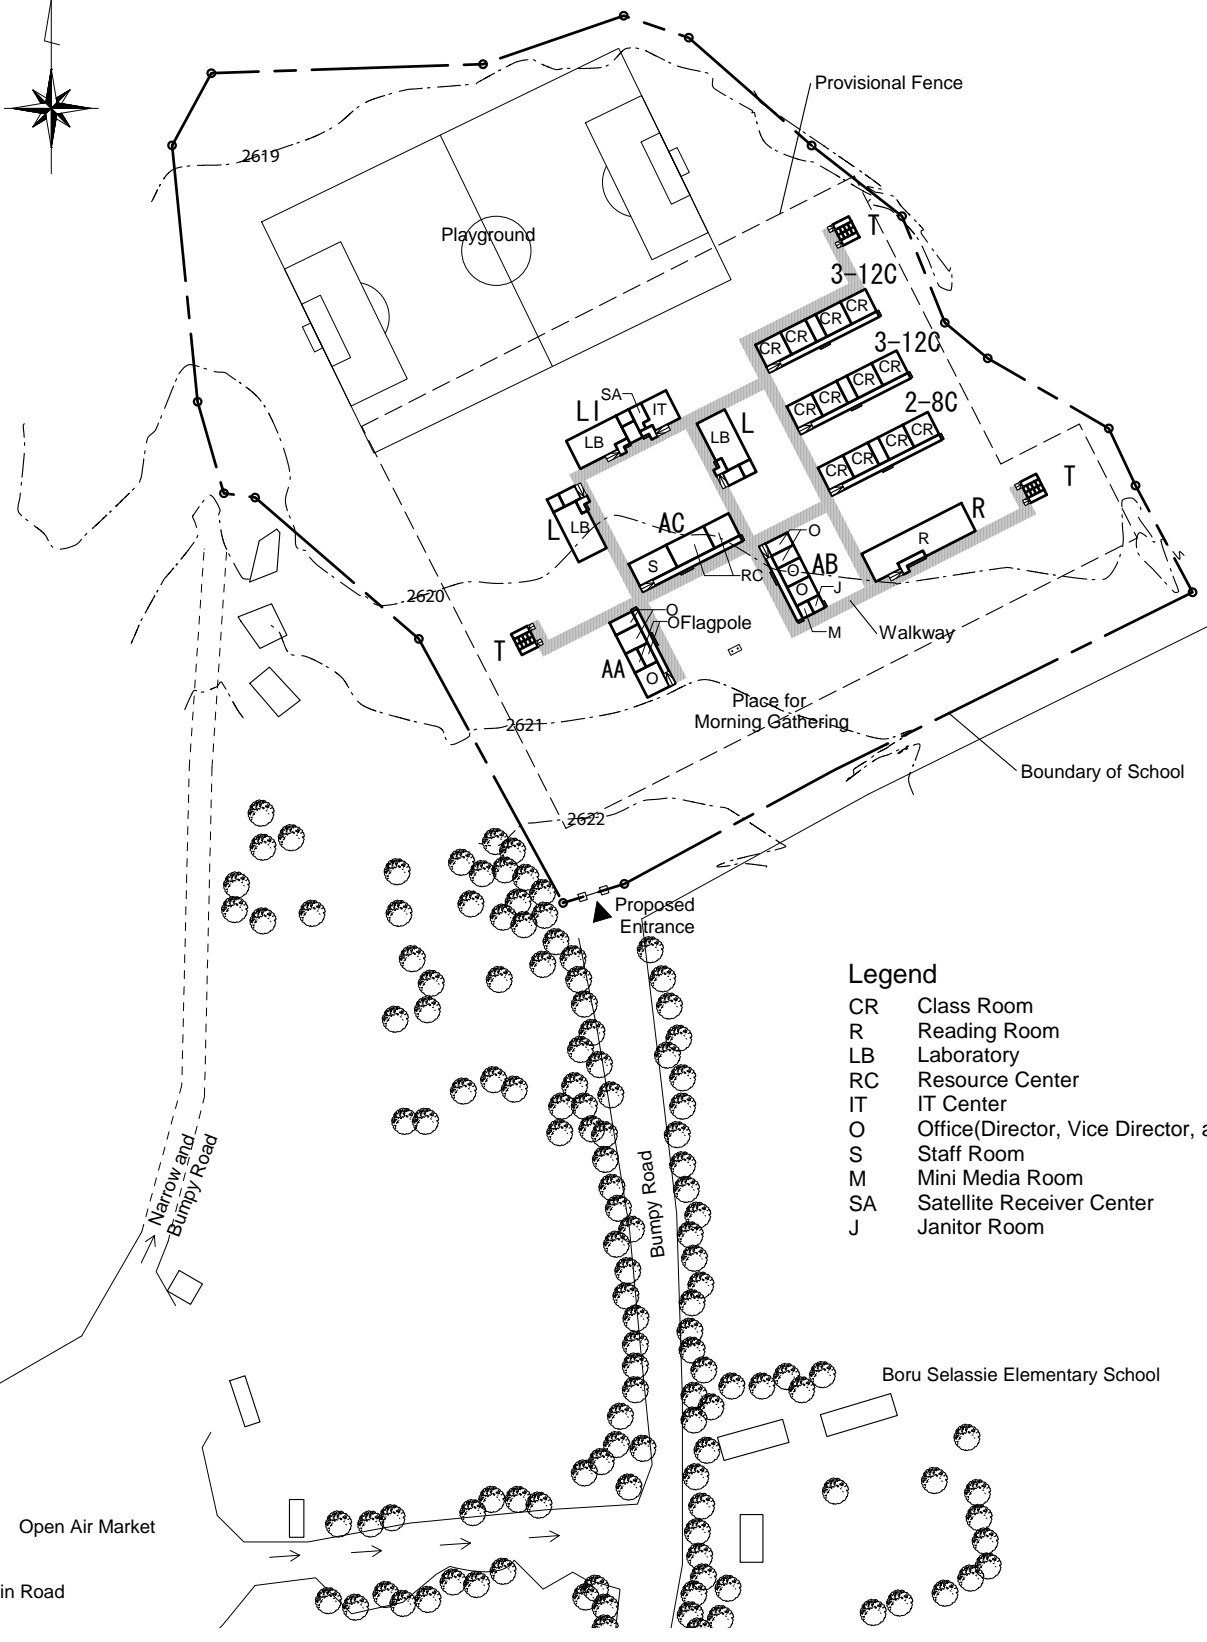 Provisional Fence
2619
T
Playground
3-12C
CR
CR
CR
CR
3-12C
CR
CR
CR
CR
SA
IT
LI
LB
L
LB
2-8C
CR
CR
CR
CR
T
L
LB
AC
S
RC
O
AB
O
O
J
M
R
R
2620
Walkway
O
OFlagpole
T
AA
O
Place for
Morning Gathering
2621
Boundary of School
2622
Proposed
Entrance
Legend
CR Class Room
R Reading Room
LB Laboratory
RC Resource Center
IT IT Center
O Office(Director, Vice Director, a
S Staff Room
M Mini Media Room
SA Satellite Receiver Center
J Janitor Room
Narrow and
Bumpy Road
Bumpy Road
Boru Selassie Elementary School
Open Air Market
in Road